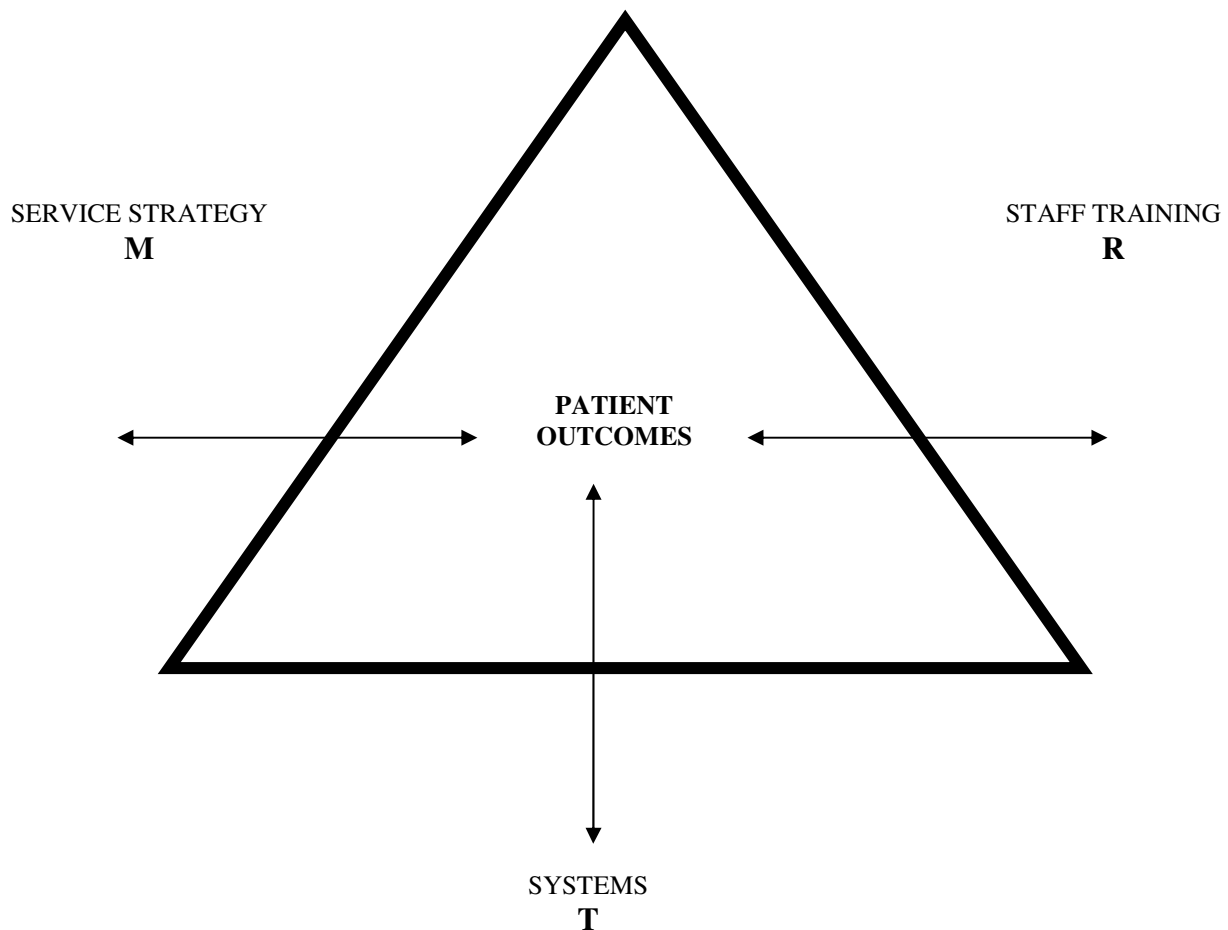 SERVICE STRATEGY
M
STAFF TRAINING
R
PATIENT
OUTCOMES
SYSTEMS
T